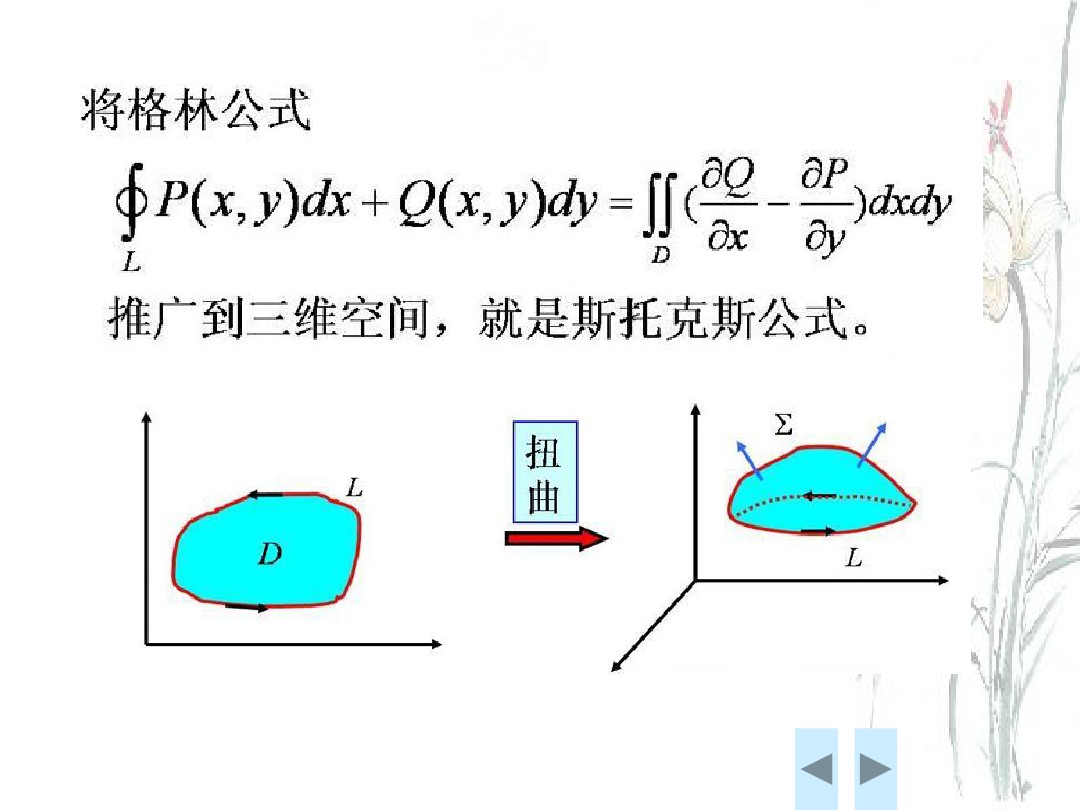 将格林公式
∮_L P(x, y)dx + Q(x, y)dy = ∬_D (∂Q/∂x − ∂P/∂y)dxdy
推广到三维空间，就是斯托克斯公式。
L
D
扭
曲
Σ
L